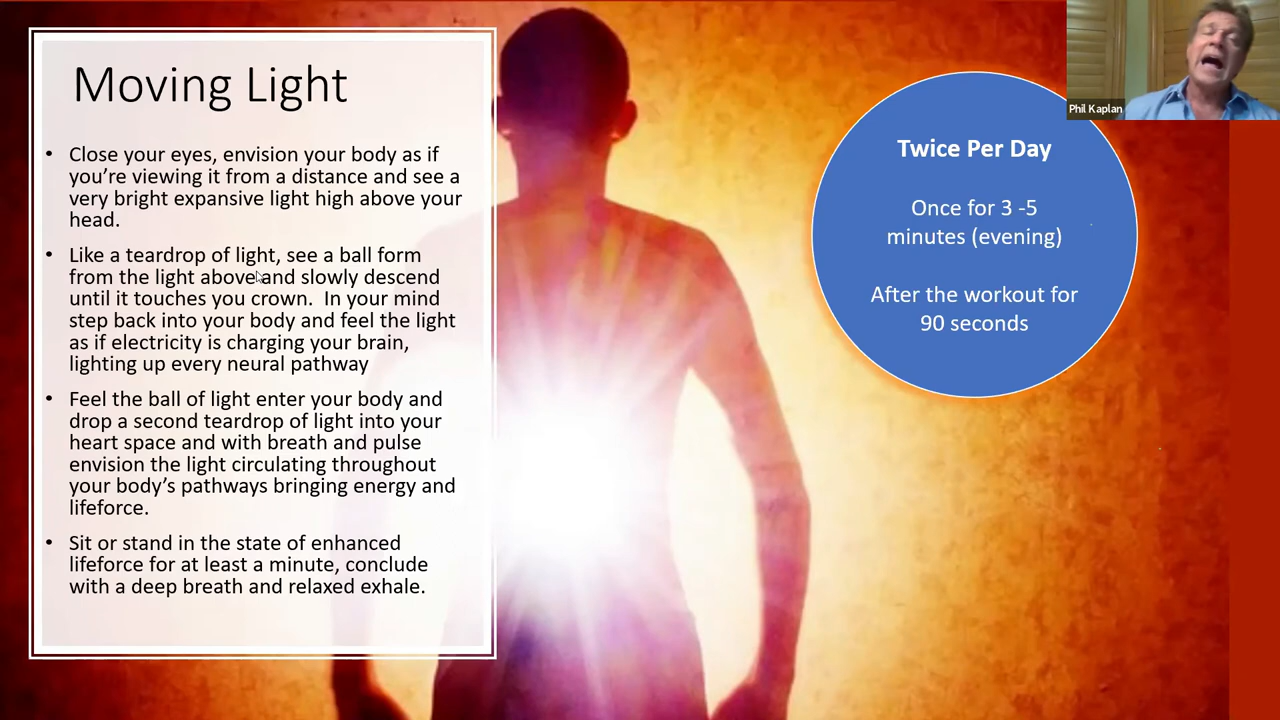 Moving Light
• Close your eyes, envision your body as if
you’re viewing it from a distance and see a
very bright expansive light high above your
head.
• Like a teardrop of light, see a ball form
from the light above and slowly descend
until it touches you crown.  In your mind
step back into your body and feel the light
as if electricity is charging your brain,
lighting up every neural pathway
• Feel the ball of light enter your body and
drop a second teardrop of light into your
heart space and with breath and pulse
envision the light circulating throughout
your body’s pathways bringing energy and
lifeforce.
• Sit or stand in the state of enhanced
lifeforce for at least a minute, conclude
with a deep breath and relaxed exhale.
Twice Per Day
Once for 3 -5
minutes (evening)
After the workout for
90 seconds
Phil Kaplan